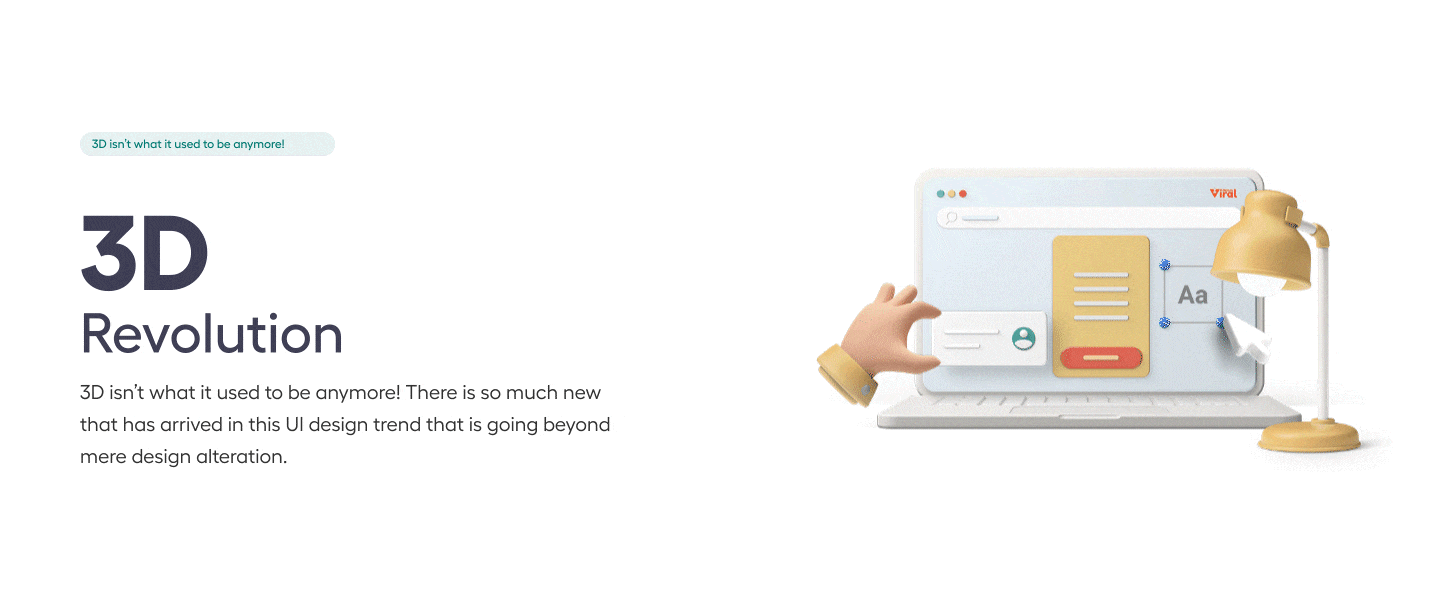 3D isn't what it used to be anymore!
3D
Revolution
3D isn't what it used to be anymore! There is so much new
that has arrived in this UI design trend that is going beyond
mere design alteration.
Viral
Aa